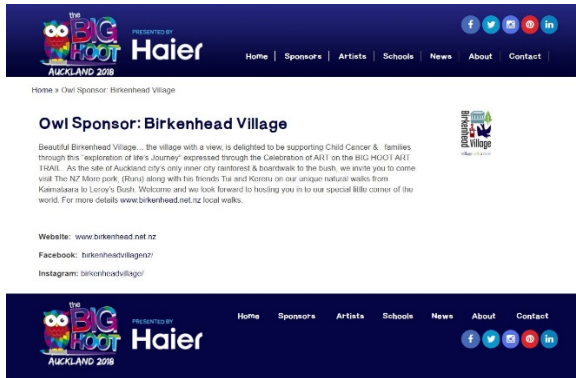 the
BIG
HOOT
AUCKLAND 2018
PRESENTED BY
Haier
Home | Sponsors | Artists | Schools | News | About | Contact
Home » Owl Sponsor: Birkenhead Village
Owl Sponsor: Birkenhead Village
Birkenhead
Village
Beautiful Birkenhead Village... the village with a view, is delighted to be supporting Child Cancer & families
through this "exploration of life's Journey" expressed through the Celebration of ART on the BIG HOOT ART
TRAIL. As the site of Auckland city's only inner city rainforest & boardwalk to the bush, we invite you to come
visit The NZ More pork, (Ruru) along with his friends Tui and Kereru on our unique natural walks from
Kaimataara to Leroy's Bush. Welcome and we look forward to hosting you in to our special little corner of the
world. For more details www.birkenhead.net.nz local walks.
Website: www.birkenhead.net.nz
Facebook: birkenheadvillagenz/
Instagram: birkenheadvillage/
the
BIG
HOOT
AUCKLAND 2018
PRESENTED BY
Haier
Home Sponsors Artists Schools News About Contact